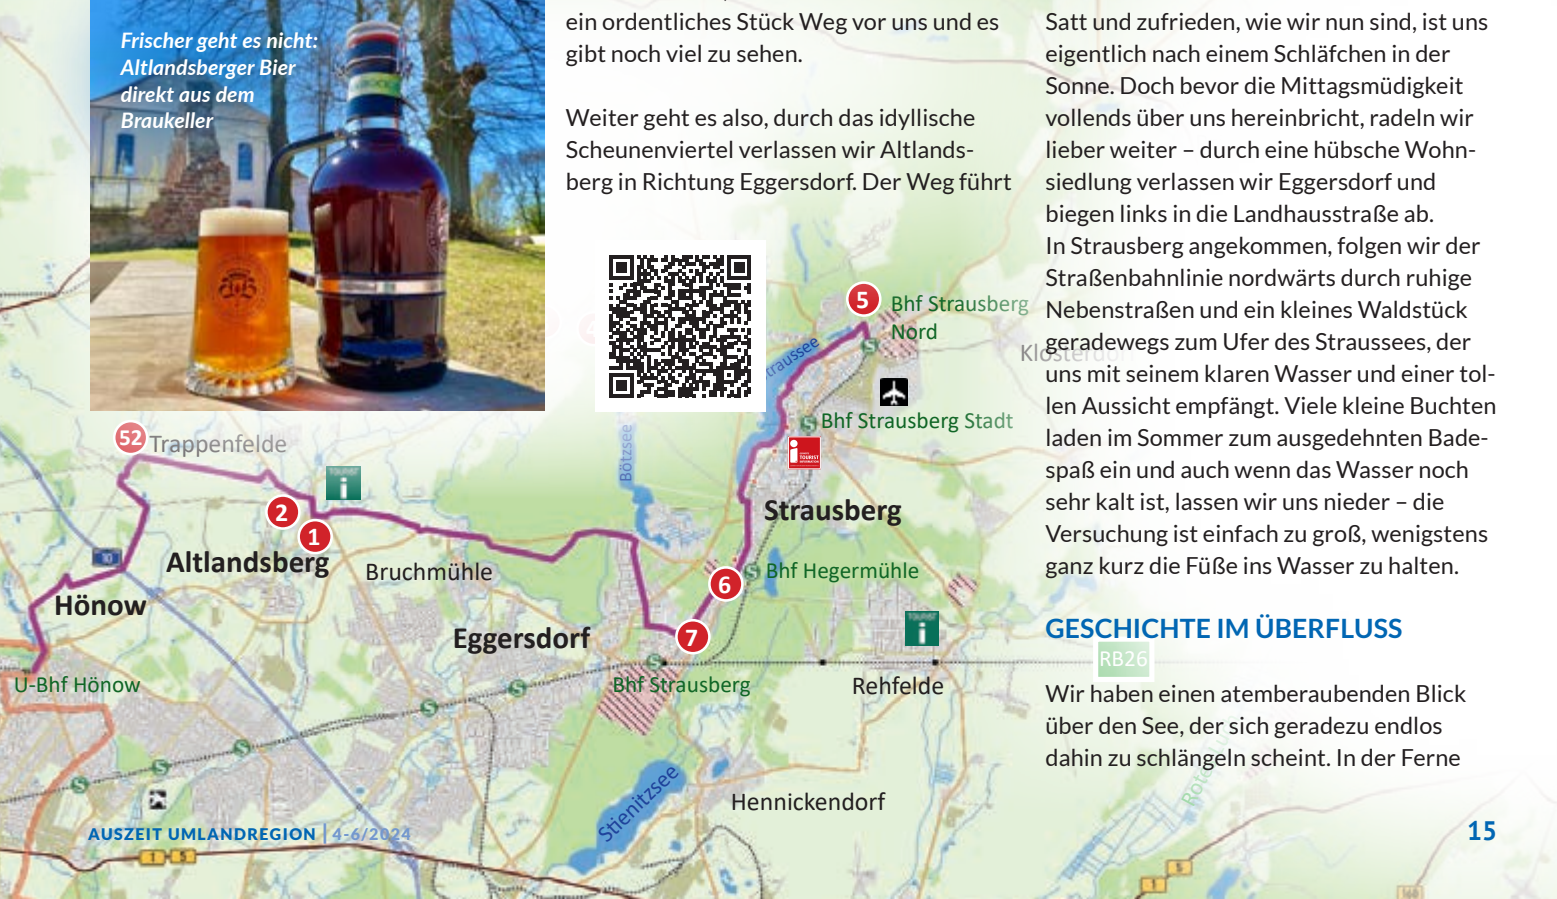 Frischer geht es nicht:
Altlandsberger Bier
direkt aus dem
Braukeller
ein ordentliches Stück Weg vor uns und es
gibt noch viel zu sehen.
Weiter geht es also, durch das idyllische
Scheunenviertel verlassen wir Altlands-
berg in Richtung Eggersdorf. Der Weg führt
Satt und zufrieden, wie wir nun sind, ist uns
eigentlich nach einem Schläfchen in der
Sonne. Doch bevor die Mittagsmüdigkeit
vollends über uns hereinbricht, radeln wir
lieber weiter – durch eine hübsche Wohn-
siedlung verlassen wir Eggersdorf und
biegen links in die Landhausstraße ab.
In Strausberg angekommen, folgen wir der
Straßenbahnlinie nordwärts durch ruhige
Nebenstraßen und ein kleines Waldstück
geradewegs zum Ufer des Straussees, der
uns mit seinem klaren Wasser und einer tol-
len Aussicht empfängt. Viele kleine Buchten
laden im Sommer zum ausgedehnten Bade-
spaß ein und auch wenn das Wasser noch
sehr kalt ist, lassen wir uns nieder – die
Versuchung ist einfach zu groß, wenigstens
ganz kurz die Füße ins Wasser zu halten.
GESCHICHTE IM ÜBERFLUSS
Wir haben einen atemberaubenden Blick
über den See, der sich geradezu endlos
dahin zu schlängeln scheint. In der Ferne
5
Bhf Strausberg
Nord
traussee
Bhf Strausberg Stadt
i
TOURIST
Strausberg
Bötzsee
52
Trappenfelde
i
2
1
Altlandsberg
10
Bruchmühle
Hönow
Bhf Hegermühle
6
7
Eggersdorf
i
U-Bhf Hönow
Bhf Strausberg
Rehfelde
RB26
S
S
S
S
S
S
S
S
Stienitzsee
Hennickendorf
1
5
1
5
AUSZEIT UMLANDREGION | 4-6/2024
15